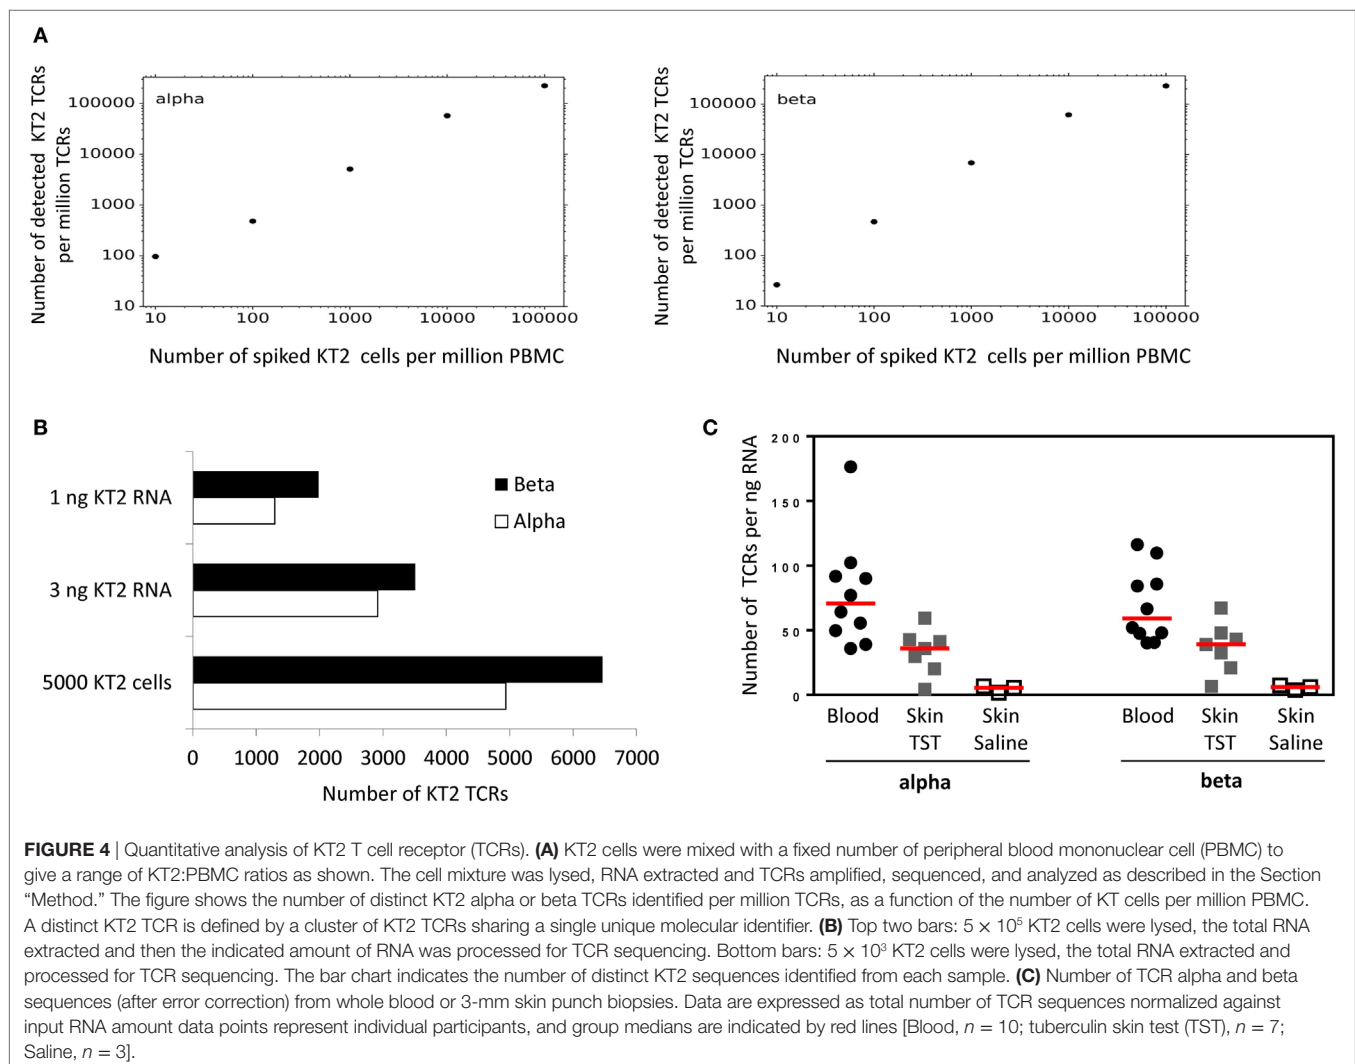 A
Number of detected KT2 TCRs
per million TCRs
100000
10000
1000
100
10
alpha
10 100 1000 10000 100000
Number of spiked KT2 cells per million PBMC
Number of detected KT2 TCRs
per million TCRs
100000
10000
1000
100
10
beta
10 100 1000 10000 100000
Number of spiked KT2 cells per million PBMC
B
1 ng KT2 RNA
3 ng KT2 RNA
5000 KT2 cells
Beta
Alpha
0 1000 2000 3000 4000 5000 6000 7000
Number of KT2 TCRs
C
Number of TCRs per ng RNA
200
150
100
50
0
Blood Skin Skin Blood Skin Skin
TST Saline TST Saline
alpha beta
FIGURE 4 | Quantitative analysis of KT2 T cell receptor (TCRs). (A) KT2 cells were mixed with a fixed number of peripheral blood mononuclear cell (PBMC) to
give a range of KT2:PBMC ratios as shown. The cell mixture was lysed, RNA extracted and TCRs amplified, sequenced, and analyzed as described in the Section
“Method.” The figure shows the number of distinct KT2 alpha or beta TCRs identified per million TCRs, as a function of the number of KT cells per million PBMC.
A distinct KT2 TCR is defined by a cluster of KT2 TCRs sharing a single unique molecular identifier. (B) Top two bars: 5 × 10⁵ KT2 cells were lysed, the total RNA
extracted and then the indicated amount of RNA was processed for TCR sequencing. Bottom bars: 5 × 10³ KT2 cells were lysed, the total RNA extracted and
processed for TCR sequencing. The bar chart indicates the number of distinct KT2 sequences identified from each sample. (C) Number of TCR alpha and beta
sequences (after error correction) from whole blood or 3-mm skin punch biopsies. Data are expressed as total number of TCR sequences normalized against
input RNA amount data points represent individual participants, and group medians are indicated by red lines [Blood, n = 10; tuberculin skin test (TST), n = 7;
Saline, n = 3].